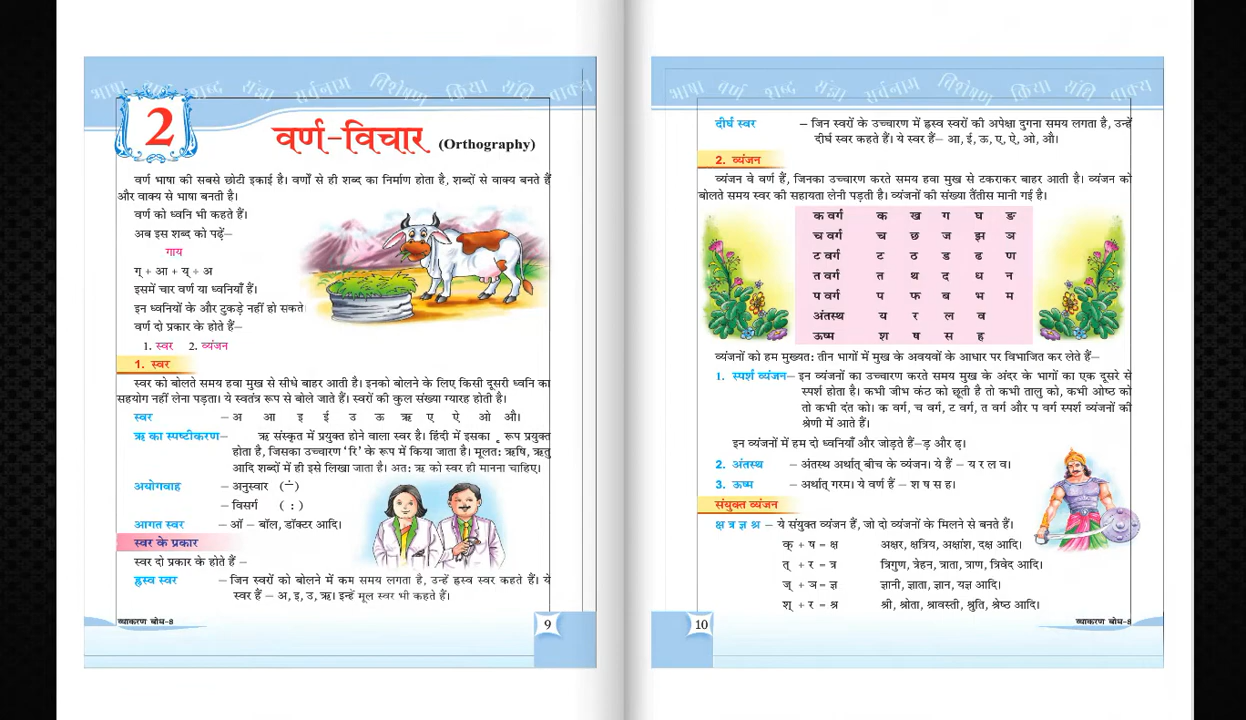 भाषा वर्ण शब्द संज्ञा सर्वनाम विशेषण क्रिया संधि वाक्य
2
वर्ण-विचार (Orthography)
वर्ण भाषा की सबसे छोटी इकाई है। वर्णों से ही शब्द का निर्माण होता है, शब्दों से वाक्य बनते हैं
और वाक्य से भाषा बनती है।
वर्ण को ध्वनि भी कहते हैं।
अब इस शब्द को पढ़ें–
गाय
ग् + आ + य् + अ
इसमें चार वर्ण या ध्वनियाँ हैं।
इन ध्वनियों के और टुकड़े नहीं हो सकते।
वर्ण दो प्रकार के होते हैं–
1. स्वर 2. व्यंजन
1. स्वर
स्वर को बोलते समय हवा मुख से सीधे बाहर आती है। इनको बोलने के लिए किसी दूसरी ध्वनि का
सहयोग नहीं लेना पड़ता। ये स्वतंत्र रूप से बोले जाते हैं। स्वरों की कुल संख्या ग्यारह होती है।
स्वर – अ आ इ ई उ ऊ ऋ ए ऐ ओ औ।
ऋ का स्पष्टीकरण– ऋ संस्कृत में प्रयुक्त होने वाला स्वर है। हिंदी में इसका ृ रूप प्रयुक्त
होता है, जिसका उच्चारण ‘रि’ के रूप में किया जाता है। मूलत: ऋषि, ऋतु
आदि शब्दों में ही इसे लिखा जाता है। अत: ऋ को स्वर ही मानना चाहिए।
अयोगवाह – अनुस्वार (∸)
– विसर्ग ( : )
आगत स्वर – ऑ – बॉल, डॉक्टर आदि।
स्वर के प्रकार
स्वर दो प्रकार के होते हैं –
ह्रस्व स्वर – जिन स्वरों को बोलने में कम समय लगता है, उन्हें ह्रस्व स्वर कहते हैं। ये
स्वर हैं – अ, इ, उ, ऋ। इन्हें मूल स्वर भी कहते हैं।
व्याकरण बोध-8
9
भाषा वर्ण शब्द संज्ञा सर्वनाम विशेषण क्रिया संधि वाक्य
दीर्घ स्वर – जिन स्वरों के उच्चारण में ह्रस्व स्वरों की अपेक्षा दुगना समय लगता है, उन्हें
दीर्घ स्वर कहते हैं। ये स्वर हैं– आ, ई, ऊ, ए, ऐ, ओ, औ।
2. व्यंजन
व्यंजन वे वर्ण हैं, जिनका उच्चारण करते समय हवा मुख से टकराकर बाहर आती है। व्यंजन को
बोलते समय स्वर की सहायता लेनी पड़ती है। व्यंजनों की संख्या तैंतीस मानी गई है।
क वर्ग क ख ग घ ङ
च वर्ग च छ ज झ ञ
ट वर्ग ट ठ ड ढ ण
त वर्ग त थ द ध न
प वर्ग प फ ब भ म
अंतस्थ य र ल व
ऊष्म श ष स ह
व्यंजनों को हम मुख्यत: तीन भागों में मुख के अवयवों के आधार पर विभाजित कर लेते हैं–
1. स्पर्श व्यंजन– इन व्यंजनों का उच्चारण करते समय मुख के अंदर के भागों का एक दूसरे से
स्पर्श होता है। कभी जीभ कंठ को छूती है तो कभी तालु को, कभी ओष्ठ को
तो कभी दंत को। क वर्ग, च वर्ग, ट वर्ग, त वर्ग और प वर्ग स्पर्श व्यंजनों की
श्रेणी में आते हैं।
इन व्यंजनों में हम दो ध्वनियाँ और जोड़ते हैं–ड़ और ढ़।
2. अंतस्थ – अंतस्थ अर्थात् बीच के व्यंजन। ये हैं – य र ल व।
3. ऊष्म – अर्थात् गरम। ये वर्ण हैं – श ष स ह।
संयुक्त व्यंजन
क्ष त्र ज्ञ श्र – ये संयुक्त व्यंजन हैं, जो दो व्यंजनों के मिलने से बनते हैं।
क् + ष = क्ष अक्षर, क्षत्रिय, अक्षांश, दक्ष आदि।
त् + र = त्र त्रिगुण, त्रेहन, त्राता, त्राण, त्रिवेद आदि।
ज् + ञ = ज्ञ ज्ञानी, ज्ञाता, ज्ञान, यज्ञ आदि।
श् + र = श्र श्री, श्रोता, श्रावस्ती, श्रुति, श्रेष्ठ आदि।
10
व्याकरण बोध-8